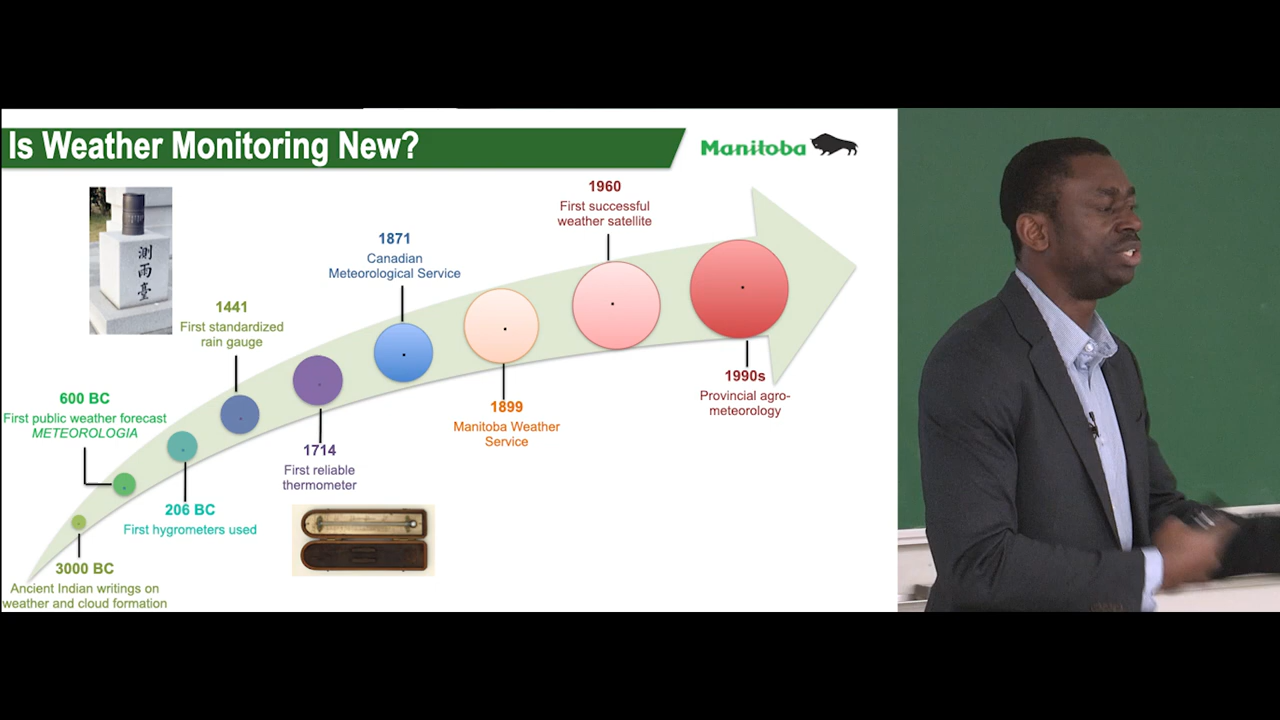 Is Weather Monitoring New?
Manitoba
測
雨
臺
3000 BC
Ancient Indian writings on
weather and cloud formation
600 BC
First public weather forecast
METEOROLOGIA
206 BC
First hygrometers used
1441
First standardized
rain gauge
1714
First reliable
thermometer
1871
Canadian
Meteorological Service
1899
Manitoba Weather
Service
1960
First successful
weather satellite
1990s
Provincial agro-
meteorology